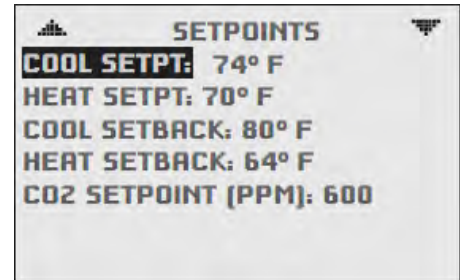 SETPOINTS
COOL SETPT: 74° F
HEAT SETPT: 70° F
COOL SETBACK: 80° F
HEAT SETBACK: 64° F
CO2 SETPOINT (PPM): 600